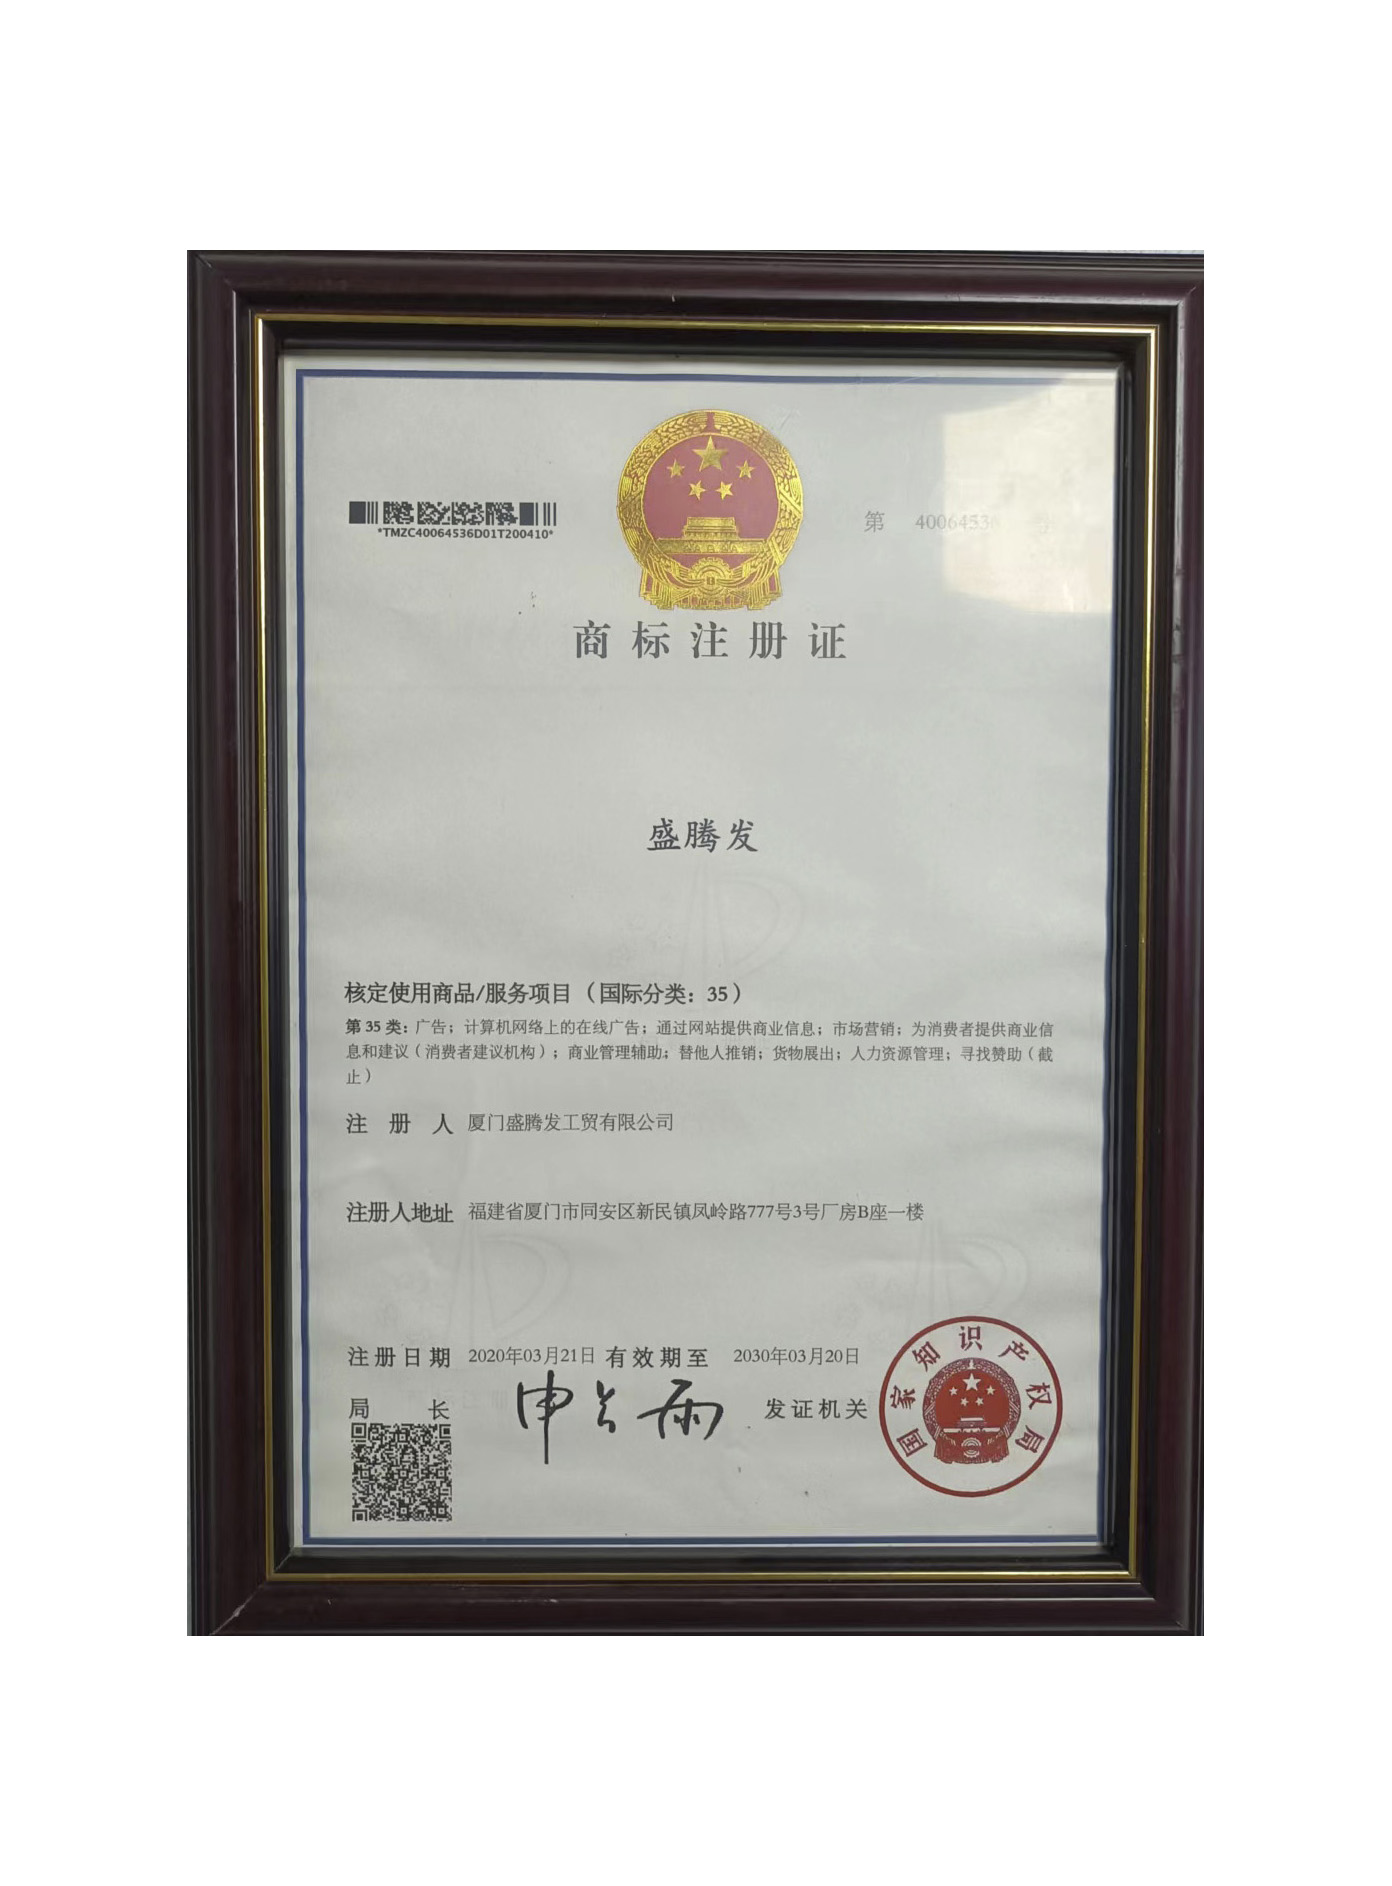 *TMZC40064536D01T200410*
第 40064536 号
商标注册证
盛腾发
核定使用商品/服务项目（国际分类：35）
第 35 类：广告；计算机网络上的在线广告；通过网站提供商业信息；市场营销；为消费者提供商业信
息和建议（消费者建议机构）；商业管理辅助；替他人推销；货物展出；人力资源管理；寻找赞助（截
止）
注 册 人 厦门盛腾发工贸有限公司
注册人地址 福建省厦门市同安区新民镇凤岭路777号3号厂房B座一楼
注册日期 2020年03月21日 有效期至 2030年03月20日
局 长 申长雨 发证机关
国家知识产权局